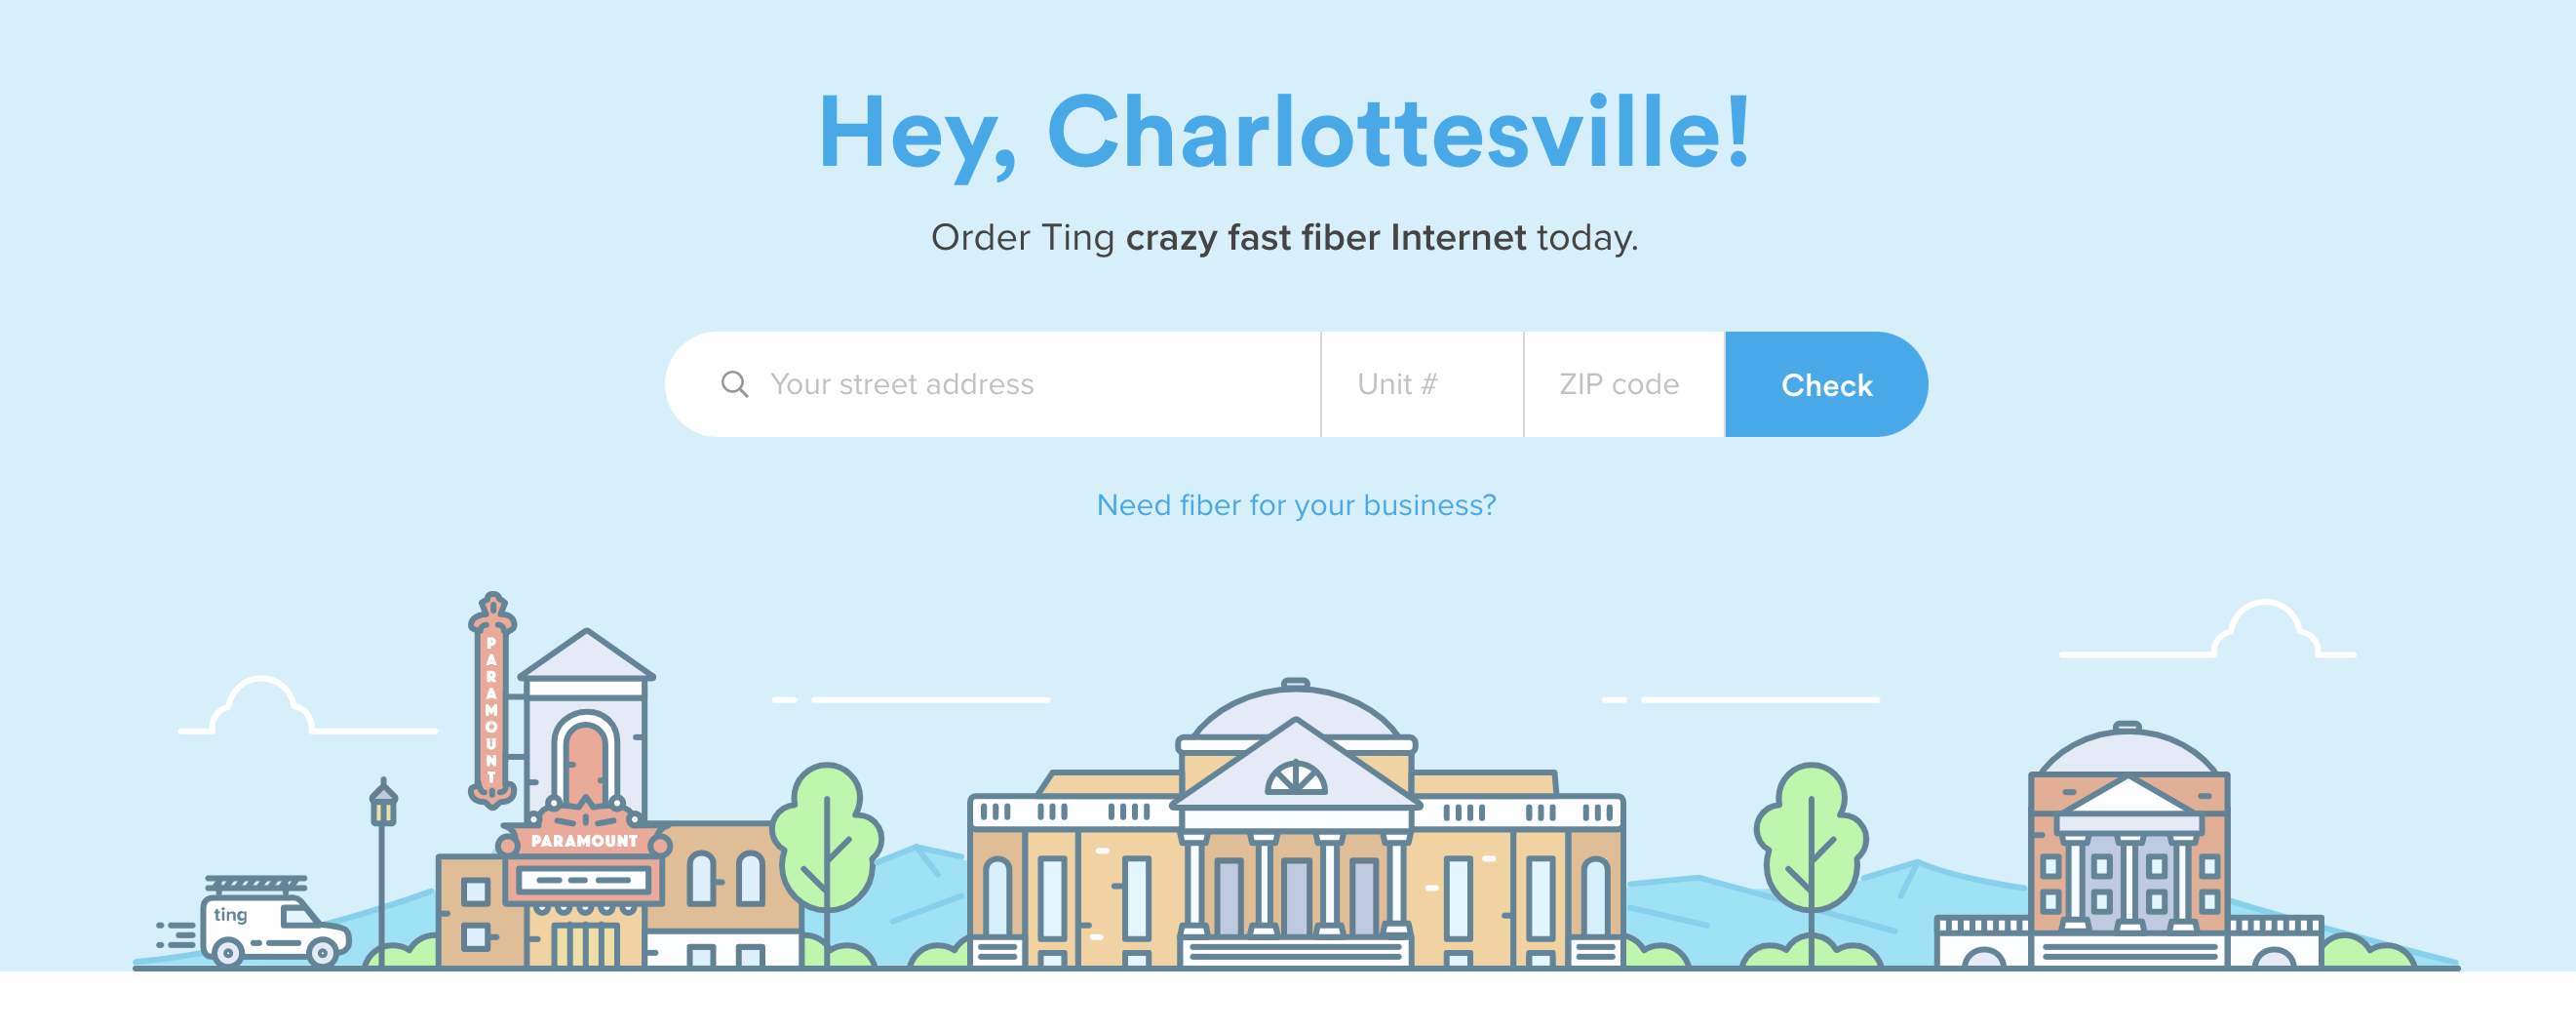 Hey, Charlottesville!
Order Ting crazy fast fiber Internet today.
Your street address Unit # ZIP code Check
Need fiber for your business?
PARAMOUNT
PARAMOUNT
ting